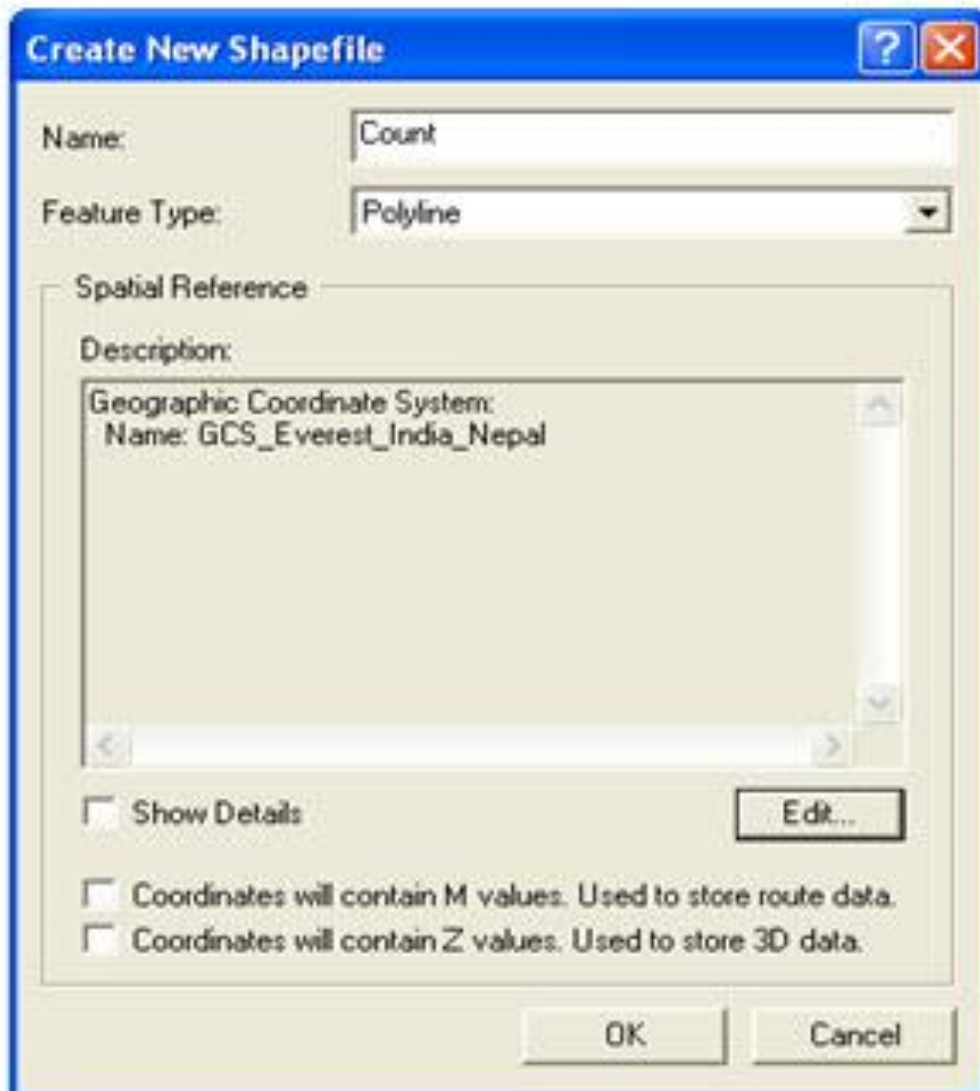 Create New Shapefile
Name: Count
Feature Type: Polyline
Spatial Reference
Description:
Geographic Coordinate System:
Name: GCS_Everest_India_Nepal
Show Details
Edit...
Coordinates will contain M values. Used to store route data.
Coordinates will contain Z values. Used to store 3D data.
OK Cancel